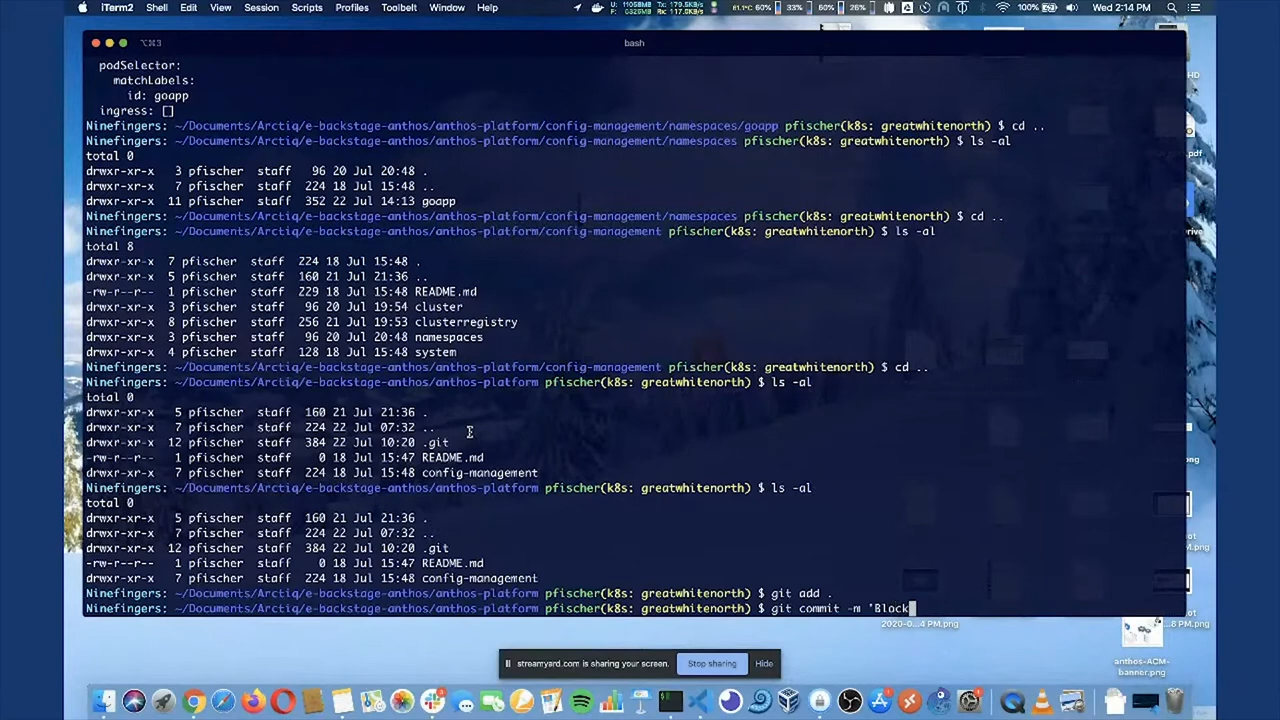 iTerm2 Shell Edit View Session Scripts Profiles Toolbelt Window Help 100% Wed 2:14 PM
bash
podSelector:
matchLabels:
id: goapp
ingress: []
Ninefingers: ~/Documents/Arctiq/e-backstage-anthos/anthos-platform/config-management/namespaces/goapp pfischer(k8s: greatwhitenorth) $ cd ..
Ninefingers: ~/Documents/Arctiq/e-backstage-anthos/anthos-platform/config-management/namespaces pfischer(k8s: greatwhitenorth) $ ls -al
total 0
drwxr-xr-x 3 pfischer staff 96 20 Jul 20:48 .
drwxr-xr-x 7 pfischer staff 224 18 Jul 15:48 ..
drwxr-xr-x 11 pfischer staff 352 22 Jul 14:13 goapp
Ninefingers: ~/Documents/Arctiq/e-backstage-anthos/anthos-platform/config-management/namespaces pfischer(k8s: greatwhitenorth) $ cd ..
Ninefingers: ~/Documents/Arctiq/e-backstage-anthos/anthos-platform/config-management pfischer(k8s: greatwhitenorth) $ ls -al
total 8
drwxr-xr-x 7 pfischer staff 224 18 Jul 15:48 .
drwxr-xr-x 5 pfischer staff 160 21 Jul 21:36 ..
-rw-r--r-- 1 pfischer staff 229 18 Jul 15:48 README.md
drwxr-xr-x 3 pfischer staff 96 20 Jul 19:54 cluster
drwxr-xr-x 8 pfischer staff 256 21 Jul 19:53 clusterregistry
drwxr-xr-x 3 pfischer staff 96 20 Jul 20:48 namespaces
drwxr-xr-x 4 pfischer staff 128 18 Jul 15:48 system
Ninefingers: ~/Documents/Arctiq/e-backstage-anthos/anthos-platform/config-management pfischer(k8s: greatwhitenorth) $ cd ..
Ninefingers: ~/Documents/Arctiq/e-backstage-anthos/anthos-platform pfischer(k8s: greatwhitenorth) $ ls -al
total 0
drwxr-xr-x 5 pfischer staff 160 21 Jul 21:36 .
drwxr-xr-x 7 pfischer staff 224 22 Jul 07:32 ..
drwxr-xr-x 12 pfischer staff 384 22 Jul 10:20 .git
-rw-r--r-- 1 pfischer staff 0 18 Jul 15:47 README.md
drwxr-xr-x 7 pfischer staff 224 18 Jul 15:48 config-management
Ninefingers: ~/Documents/Arctiq/e-backstage-anthos/anthos-platform pfischer(k8s: greatwhitenorth) $ ls -al
total 0
drwxr-xr-x 5 pfischer staff 160 21 Jul 21:36 .
drwxr-xr-x 7 pfischer staff 224 22 Jul 07:32 ..
drwxr-xr-x 12 pfischer staff 384 22 Jul 10:20 .git
-rw-r--r-- 1 pfischer staff 0 18 Jul 15:47 README.md
drwxr-xr-x 7 pfischer staff 224 18 Jul 15:48 config-management
Ninefingers: ~/Documents/Arctiq/e-backstage-anthos/anthos-platform pfischer(k8s: greatwhitenorth) $ git add .
Ninefingers: ~/Documents/Arctiq/e-backstage-anthos/anthos-platform pfischer(k8s: greatwhitenorth) $ git commit -m 'Block
2020-0...4 PM.png
...8 PM.png
anthos-ACM-
banner.png
streamyard.com is sharing your screen. Stop sharing Hide